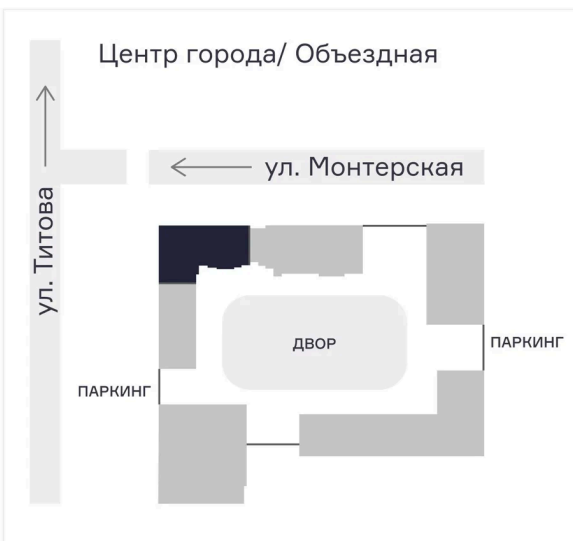 Центр города/ Объездная
ул. Монтерская
ул. Титова
ДВОР
ПАРКИНГ
ПАРКИНГ